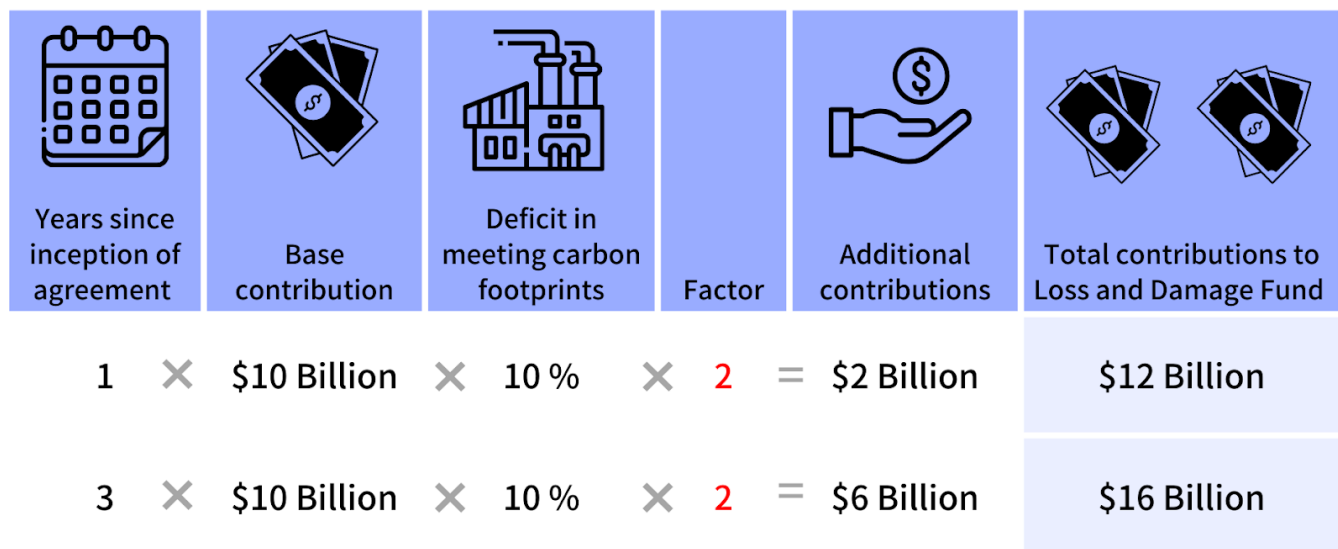 Years since
inception of
agreement
Base
contribution
Deficit in
meeting carbon
footprints
Factor
Additional
contributions
Total contributions to
Loss and Damage Fund
1 × $10 Billion × 10 % × 2 = $2 Billion $12 Billion
3 × $10 Billion × 10 % × 2 = $6 Billion $16 Billion